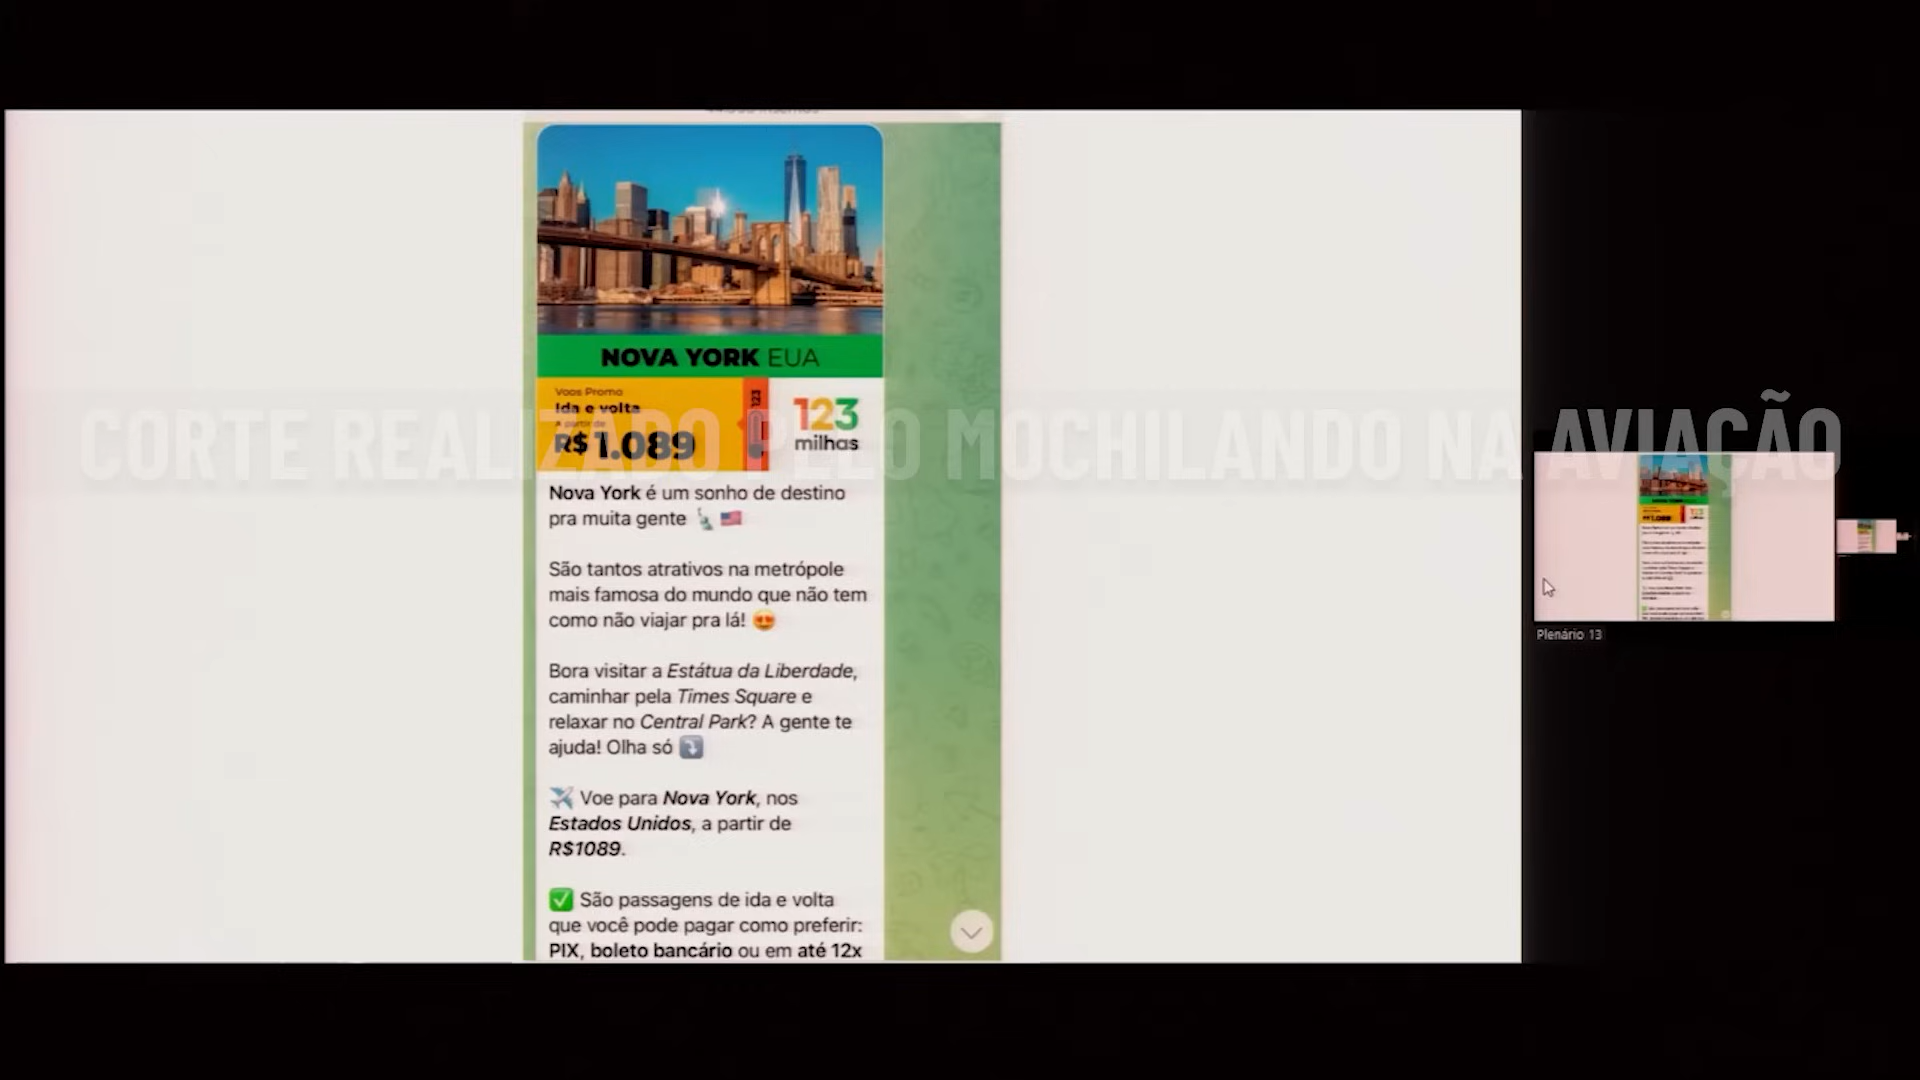 NOVA YORK EUA
Voos Promo
Ida e volta
A partir de
R$ 1.089
123
123
milhas
CORTE REALIZADO PELO MOCHILANDO NA AVIAÇÃO
Nova York é um sonho de destino
pra muita gente 🗽 🇺🇸
São tantos atrativos na metrópole
mais famosa do mundo que não tem
como não viajar pra lá! 😍
Bora visitar a Estátua da Liberdade,
caminhar pela Times Square e
relaxar no Central Park? A gente te
ajuda! Olha só ⤵️
✈️ Voe para Nova York, nos
Estados Unidos, a partir de
R$1089.
✅ São passagens de ida e volta
que você pode pagar como preferir:
PIX, boleto bancário ou em até 12x
Plenário 13